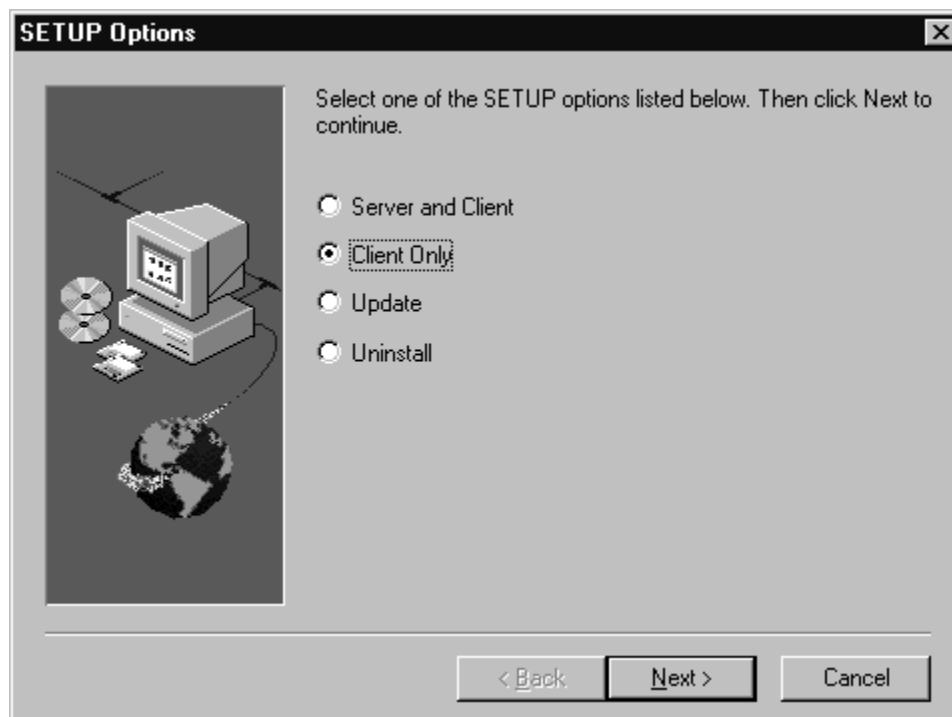 SETUP Options
Select one of the SETUP options listed below. Then click Next to
continue.
Server and Client
Client Only
Update
Uninstall
< Back
Next >
Cancel